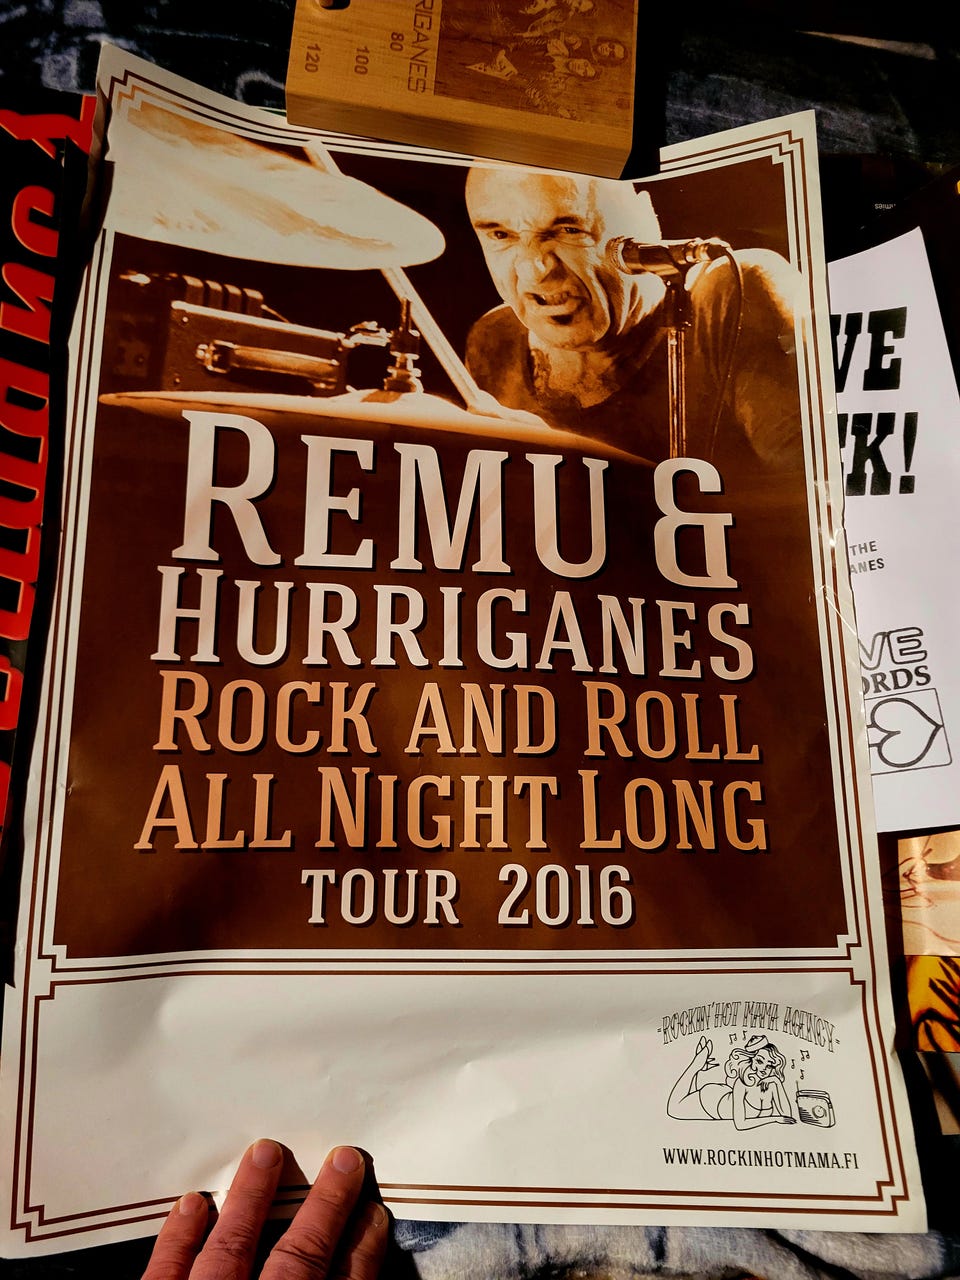 RIGANES
80
100
120
REMU &
HURRIGANES
ROCK AND ROLL
ALL NIGHT LONG
TOUR 2016
-ROCKIN' HOT MAMA AGENCY-
WWW.ROCKINHOTMAMA.FI
VE
K!
THE
ANES
VE
ORDS